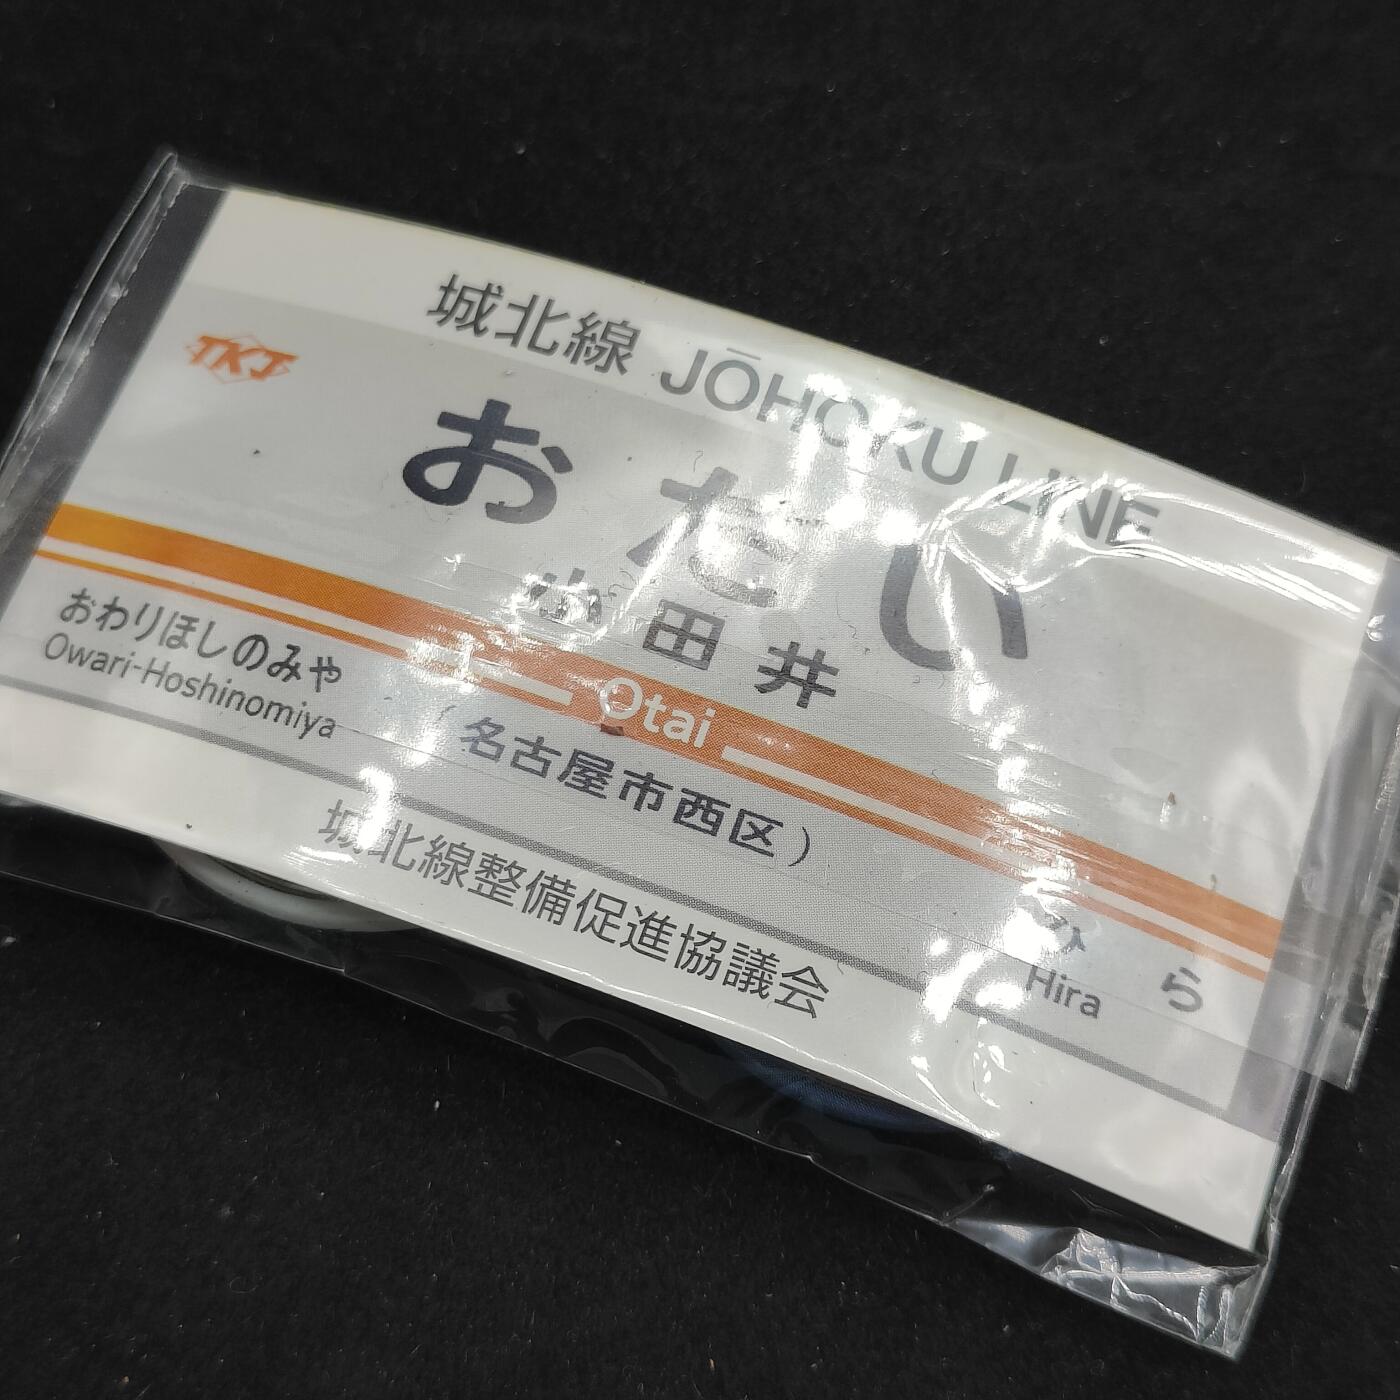 城北線 JŌHOKU LINE
TKJ
おたい
小田井
Otai
おわりほしのみや
Owari-Hoshinomiya
(名古屋市西区)
ひら
Hira
城北線整備促進協議会